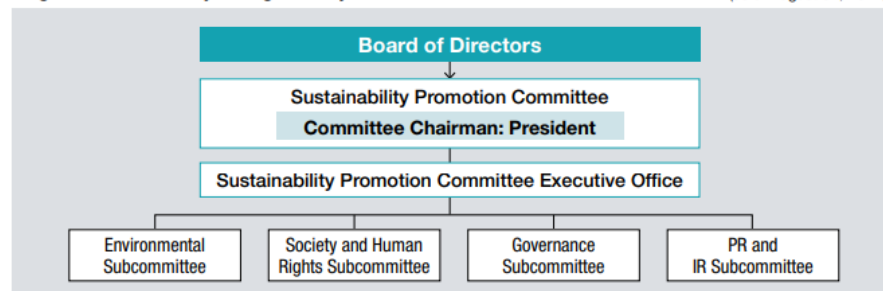 Board of Directors
Sustainability Promotion Committee
Committee Chairman: President
Sustainability Promotion Committee Executive Office
Environmental
Subcommittee
Society and Human
Rights Subcommittee
Governance
Subcommittee
PR and
IR Subcommittee